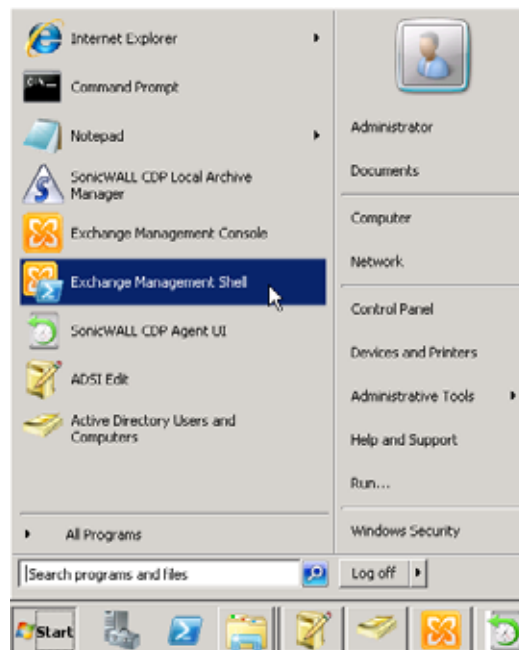 Internet Explorer
Command Prompt
Notepad
SonicWALL CDP Local Archive
Manager
Exchange Management Console
Exchange Management Shell
SonicWALL CDP Agent UI
ADSI Edit
Active Directory Users and
Computers
All Programs
Search programs and files
Administrator
Documents
Computer
Network
Control Panel
Devices and Printers
Administrative Tools
Help and Support
Run...
Windows Security
Log off
Start